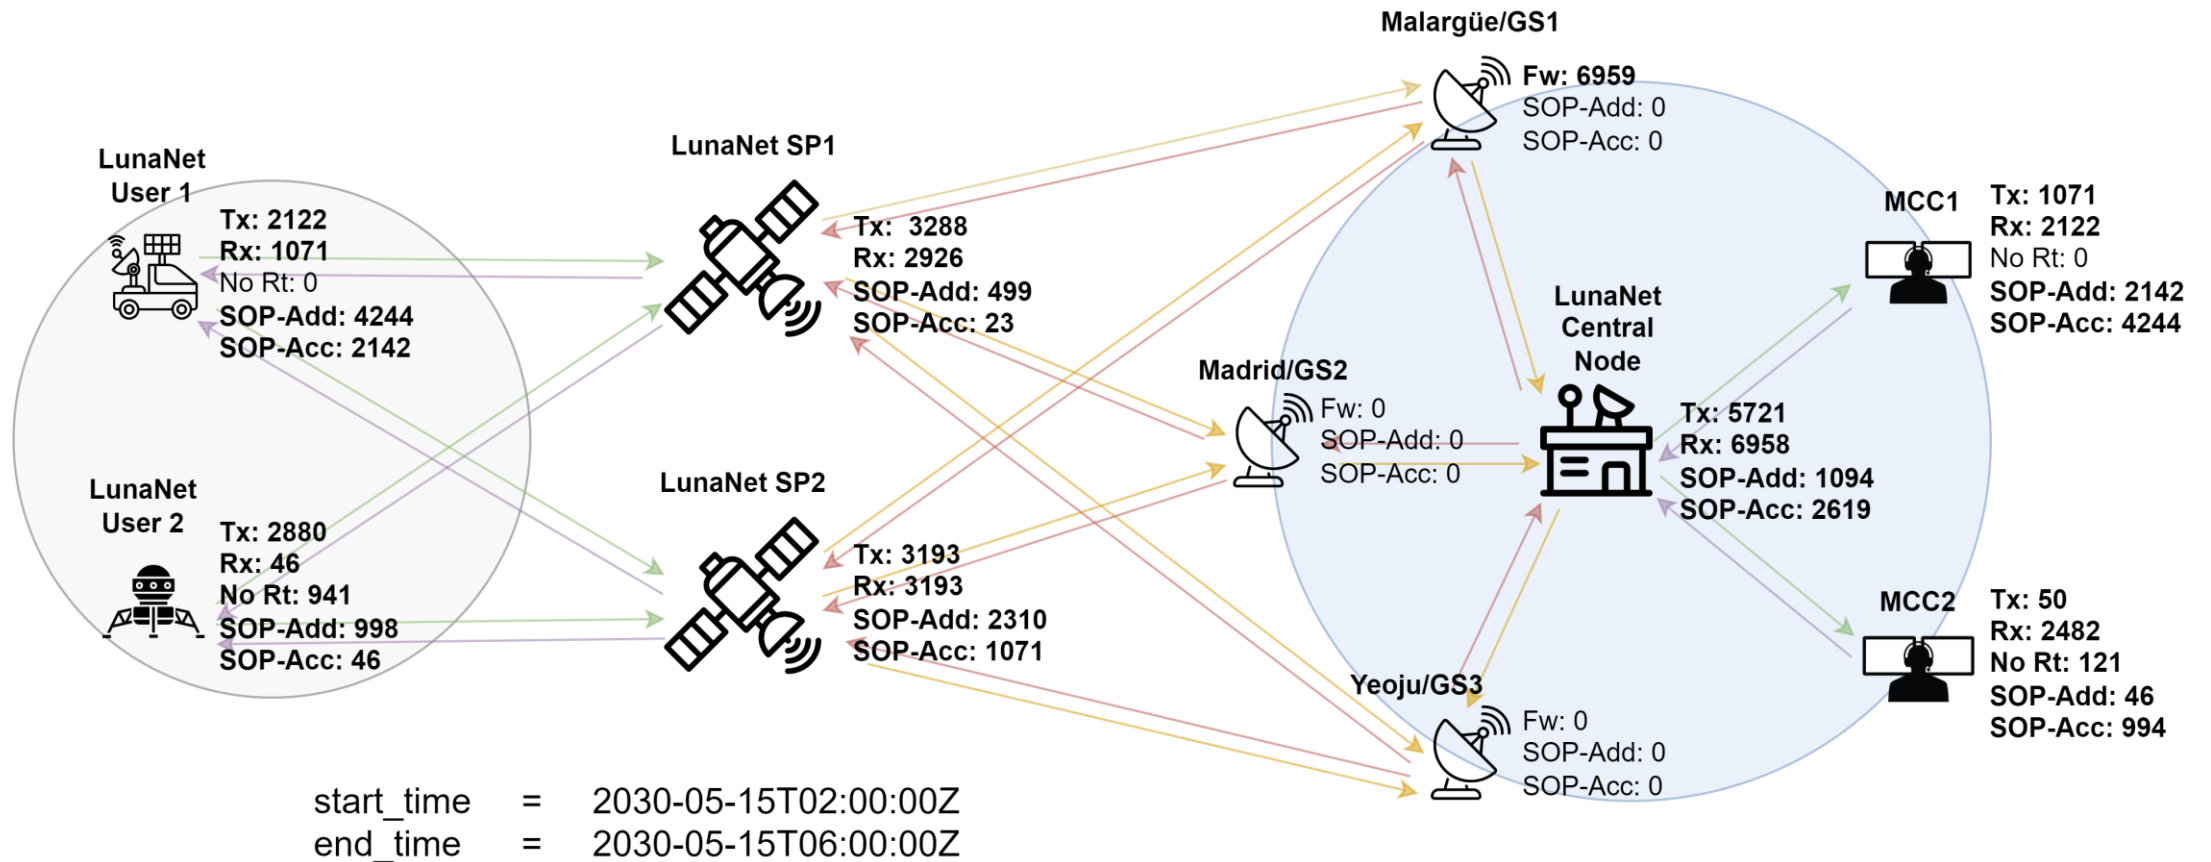 Malargüe/GS1
Fw: 6959
SOP-Add: 0
SOP-Acc: 0
LunaNet
User 1
Tx: 2122
Rx: 1071
No Rt: 0
SOP-Add: 4244
SOP-Acc: 2142
LunaNet SP1
Tx: 3288
Rx: 2926
SOP-Add: 499
SOP-Acc: 23
MCC1
Tx: 1071
Rx: 2122
No Rt: 0
SOP-Add: 2142
SOP-Acc: 4244
Madrid/GS2
Fw: 0
SOP-Add: 0
SOP-Acc: 0
LunaNet
Central
Node
Tx: 5721
Rx: 6958
SOP-Add: 1094
SOP-Acc: 2619
LunaNet
User 2
Tx: 2880
Rx: 46
No Rt: 941
SOP-Add: 998
SOP-Acc: 46
LunaNet SP2
Tx: 3193
Rx: 3193
SOP-Add: 2310
SOP-Acc: 1071
MCC2
Tx: 50
Rx: 2482
No Rt: 121
SOP-Add: 46
SOP-Acc: 994
Yeoju/GS3
Fw: 0
SOP-Add: 0
SOP-Acc: 0
start_time = 2030-05-15T02:00:00Z
end_time = 2030-05-15T06:00:00Z